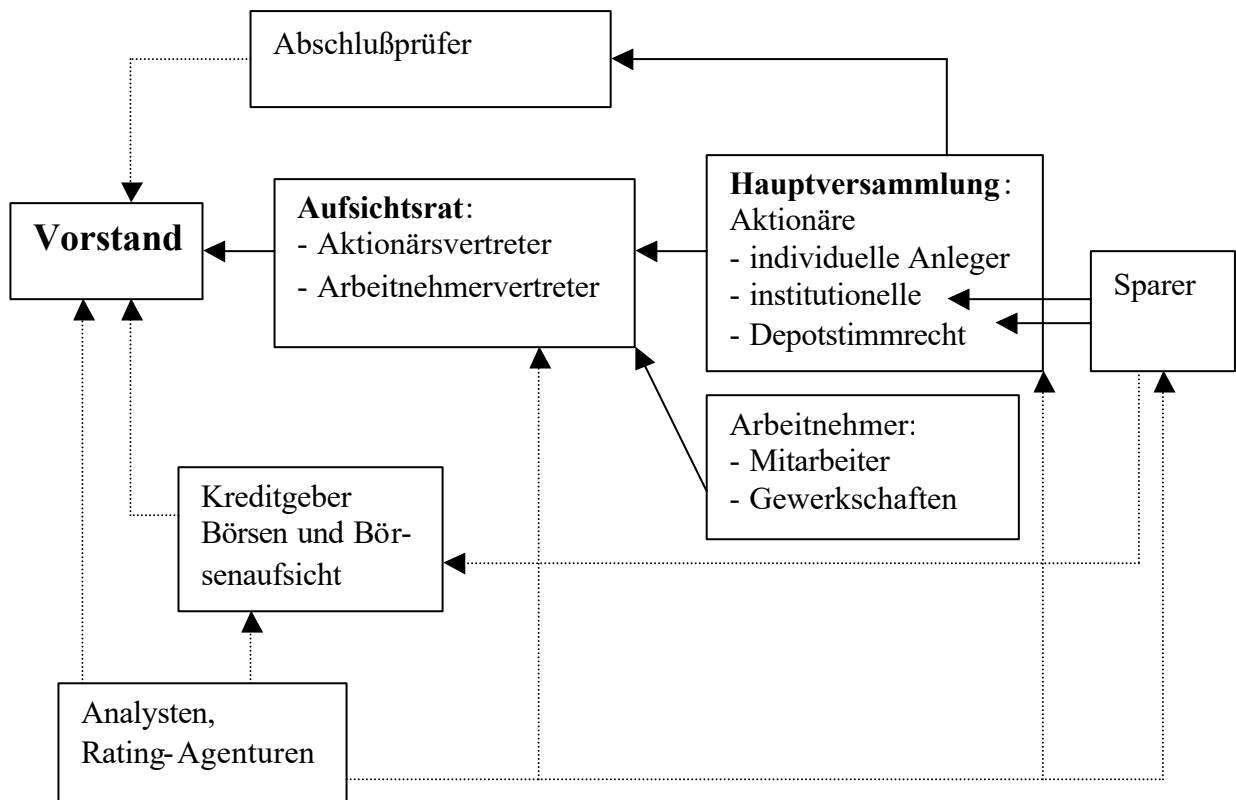 Abschlußprüfer
Hauptversammlung:
Aktionäre
- individuelle Anleger
- institutionelle
- Depotstimmrecht
Aufsichtsrat:
- Aktionärsvertreter
- Arbeitnehmervertreter
Vorstand
Sparer
Arbeitnehmer:
- Mitarbeiter
- Gewerkschaften
Kreditgeber
Börsen und Bör-
senaufsicht
Analysten,
Rating-Agenturen